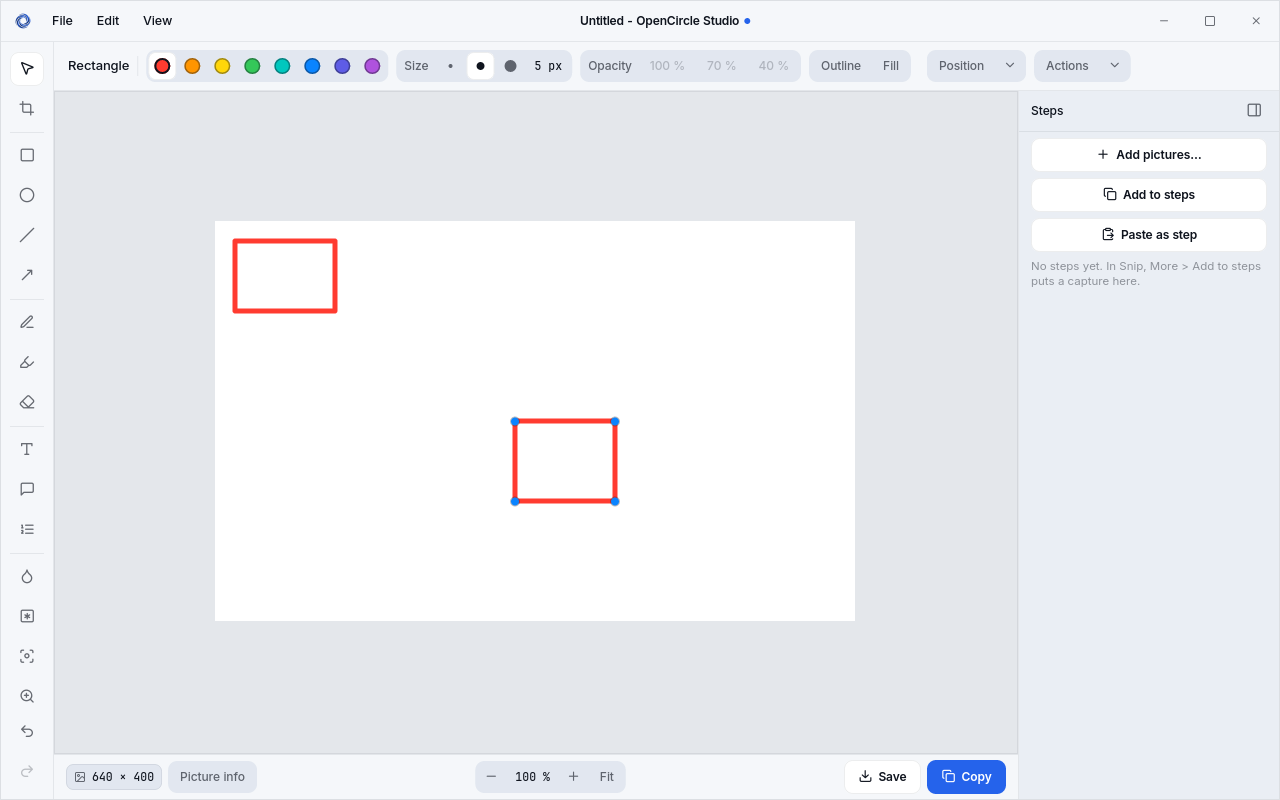 File Edit View Untitled - OpenCircle Studio
Rectangle Size 5 px Opacity 100 % 70 % 40 % Outline Fill Position Actions
Steps
Add pictures...
Add to steps
Paste as step
No steps yet. In Snip, More > Add to steps
puts a capture here.
640 × 400 Picture info 100 % Fit Save Copy